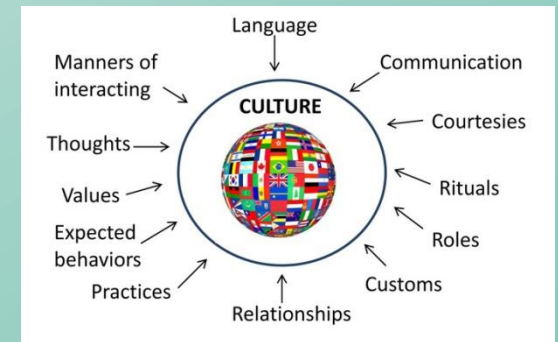 Language
Manners of
interacting
Communication
CULTURE
Courtesies
Thoughts
Values
Rituals
Expected
behaviors
Roles
Practices
Customs
Relationships